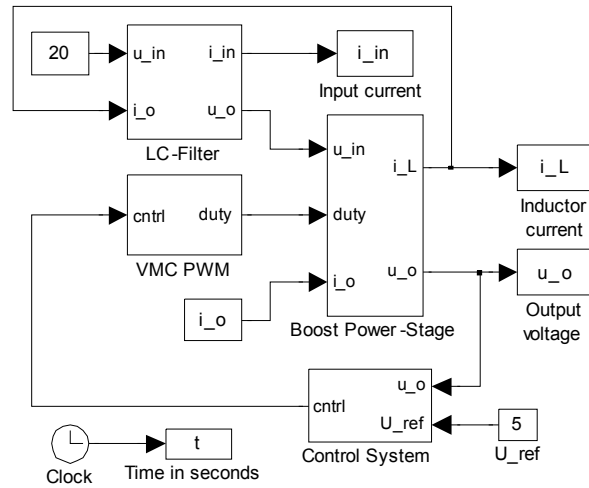 20
u_in
i_o
i_in
u_o
LC-Filter
i_in
Input current
u_in
duty
i_o
i_L
u_o
Boost Power-Stage
i_L
Inductor
current
u_o
Output
voltage
cntrl
duty
VMC PWM
i_o
cntrl
u_o
U_ref
Control System
5
U_ref
Clock
t
Time in seconds